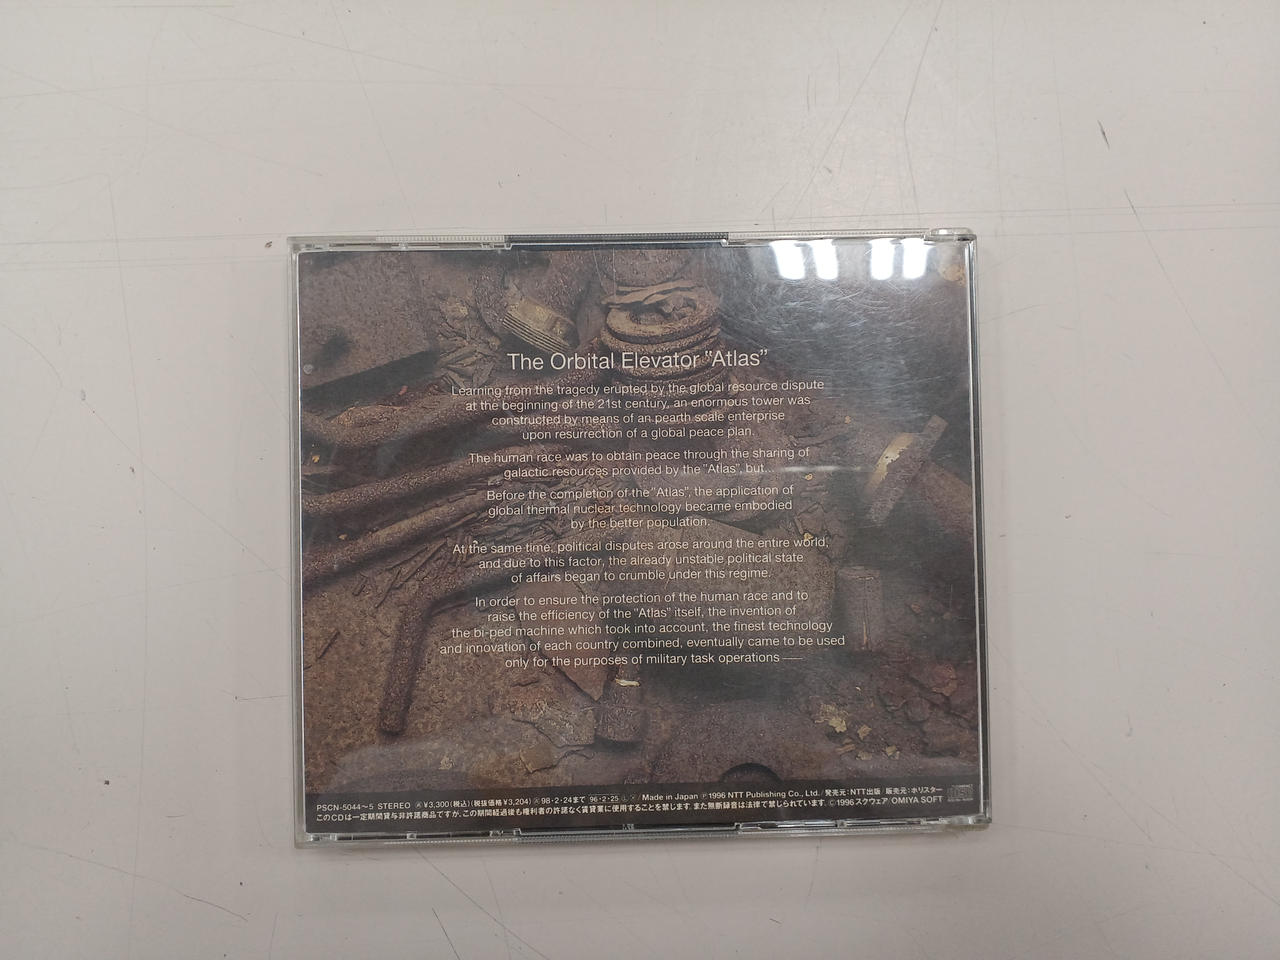 The Orbital Elevator "Atlas"
Learning from the tragedy erupted by the global resource dispute
at the beginning of the 21st century, an enormous tower was
constructed by means of an pearth scale enterprise
upon resurrection of a global peace plan.
The human race was to obtain peace through the sharing of
galactic resources provided by the "Atlas", but...
Before the completion of the "Atlas", the application of
global thermal nuclear technology became embodied
by the better population.
At the same time, political disputes arose around the entire world,
and due to this factor, the already unstable political state
of affairs began to crumble under this regime.
In order to ensure the protection of the human race and to
raise the efficiency of the "Atlas" itself, the invention of
the bi-ped machine which took into account, the finest technology
and innovation of each country combined, eventually came to be used
only for the purposes of military task operations ——
PSCN-5044〜5 STEREO ¥3,300(税込)(税抜価格¥3,204) 98・2・24まで 96・2・25 / Made in Japan ℗1996 NTT Publishing Co., Ltd. / 発売元:NTT出版 / 販売元:ポリスター
このCDは一定期間貸与非許諾商品ですが、この期間経過後も権利者の許諾なく賃貸業に使用することを禁じます。また無断録音は法律で禁じられています。©1996 スクウェア/ OMIYA SOFT